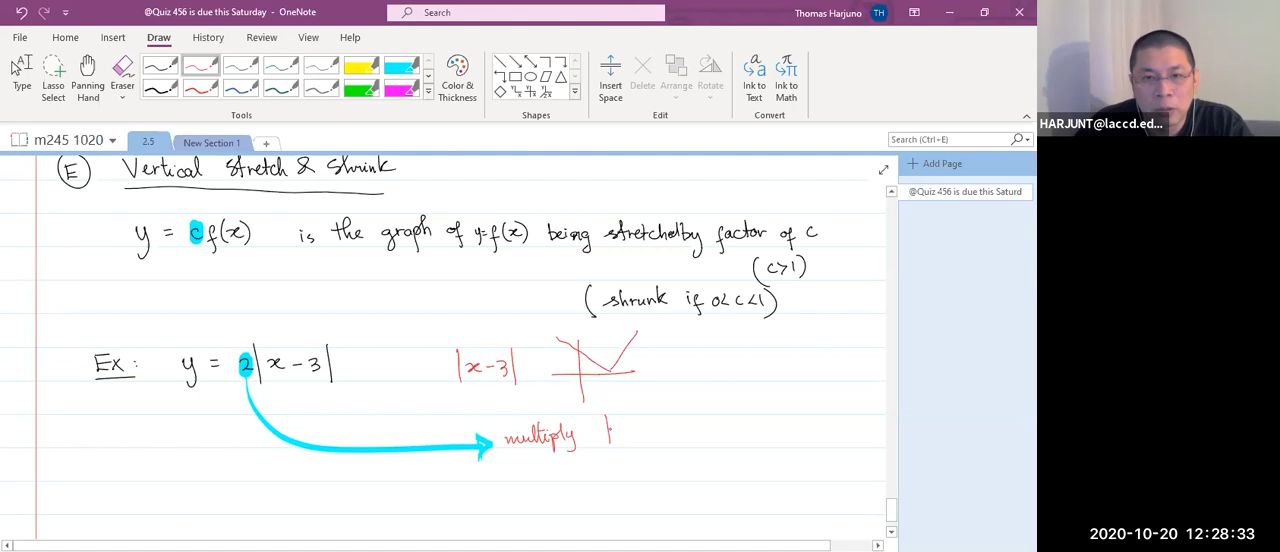 @Quiz 456 is due this Saturday - OneNote
Search
Thomas Harjuno
TH
File Home Insert Draw History Review View Help
Type
Lasso Select
Panning Hand
Eraser
Color & Thickness
Insert Space
Delete
Arrange
Rotate
Ink to Text
Ink to Math
Tools
Shapes
Edit
Convert
m245 1020
2.5
New Section 1
Search (Ctrl+E)
Add Page
@Quiz 456 is due this Saturd
HARJUNT@laccd.ed...
(E) Vertical stretch & shrink
y = c f(x) is the graph of y=f(x) being stretched by factor of c
(c>1)
(shrunk if 0<c<1)
Ex: y = 2|x-3| |x-3|
multiply |
2020-10-20 12:28:33